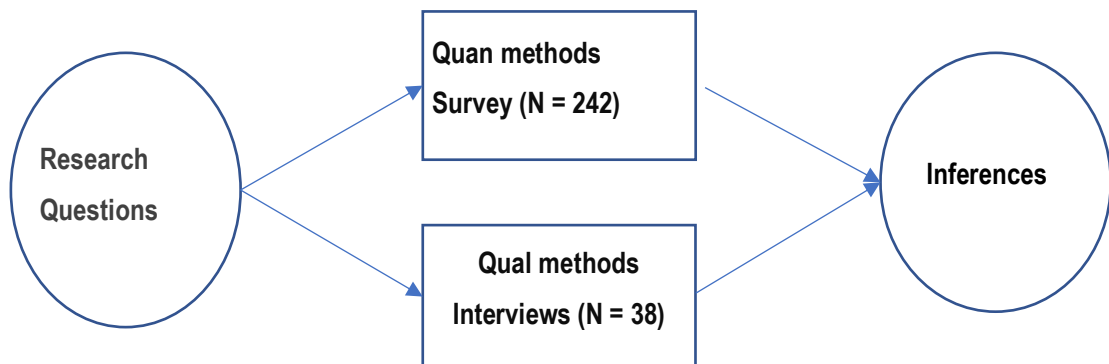 Research
Questions
Quan methods
Survey (N = 242)
Qual methods
Interviews (N = 38)
Inferences